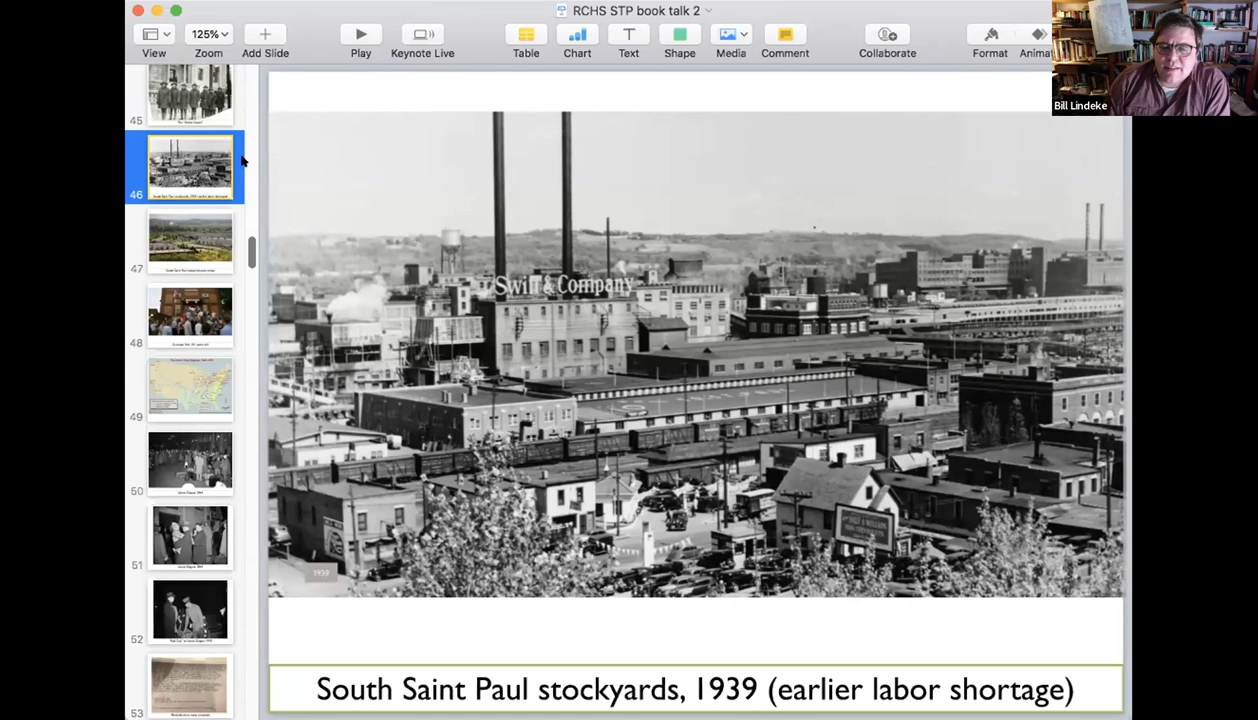 RCHS STP book talk 2
125%
View
Zoom
Add Slide
Play
Keynote Live
Table
Chart
Text
Shape
Media
Comment
Collaborate
Format
Animat
Bill Lindeke
45
46
47
48
49
50
51
52
53
Swift & Company
1939
South Saint Paul stockyards, 1939 (earlier labor shortage)